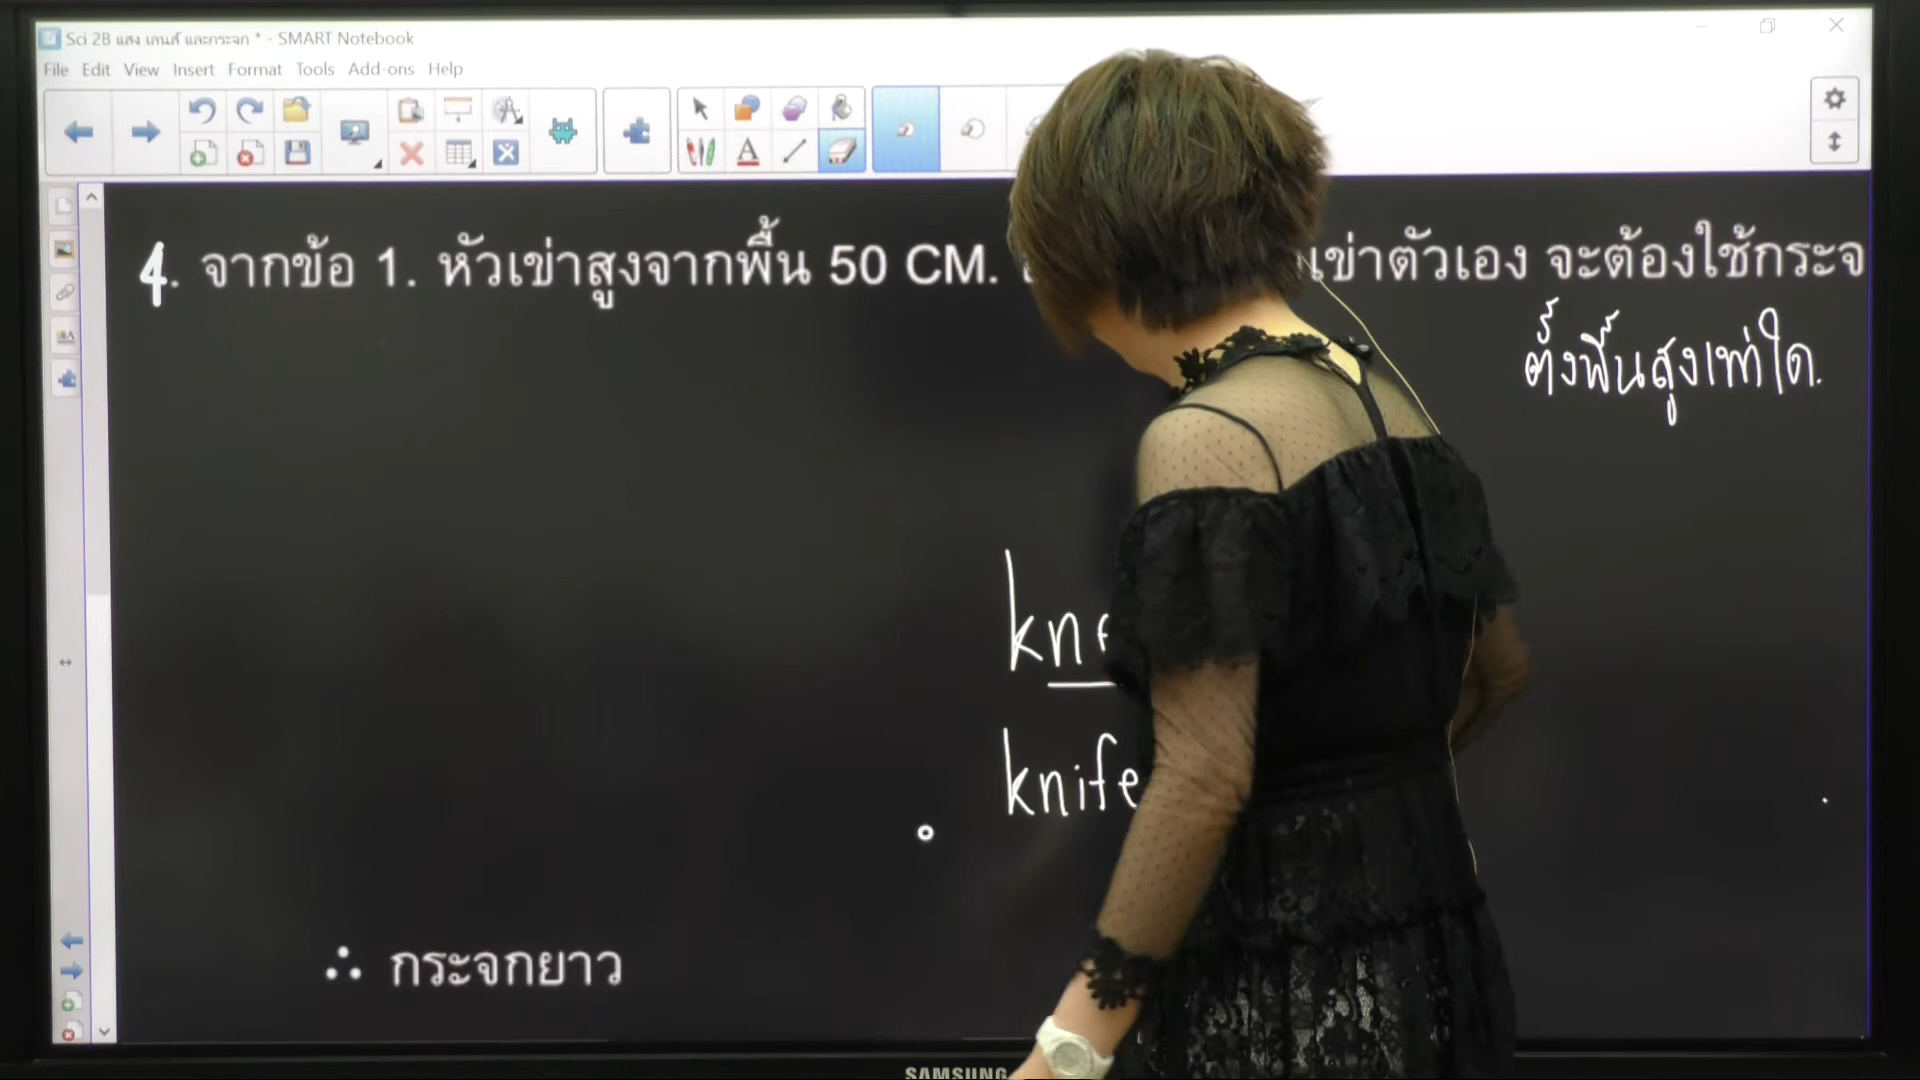 Sci 2B แสง เลนส์ และกระจก * - SMART Notebook
File Edit View Insert Format Tools Add-ons Help
4. จากข้อ 1. หัวเข่าสูงจากพื้น 50 CM. เข่าตัวเอง จะต้องใช้กระจ
ตั้งพื้นสูงเท่าใด.
kne
knife
∴ กระจกยาว
SAMSUNG